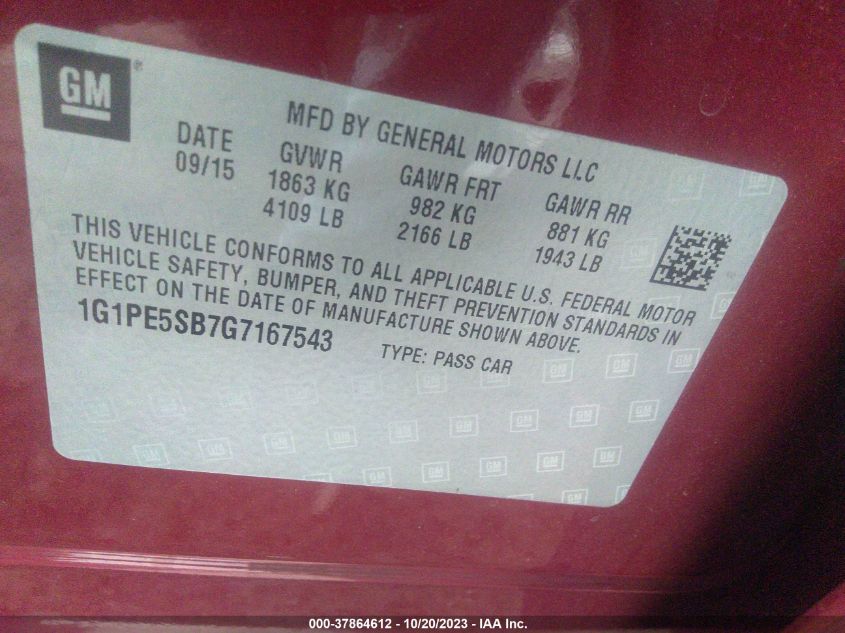 GM
MFD BY GENERAL MOTORS LLC
DATE GVWR GAWR FRT GAWR RR
09/15 1863 KG 982 KG 881 KG
4109 LB 2166 LB 1943 LB
THIS VEHICLE CONFORMS TO ALL APPLICABLE U.S. FEDERAL MOTOR
VEHICLE SAFETY, BUMPER, AND THEFT PREVENTION STANDARDS IN
EFFECT ON THE DATE OF MANUFACTURE SHOWN ABOVE.
1G1PE5SB7G7167543 TYPE: PASS CAR
000-37864612 - 10/20/2023 - IAA Inc.